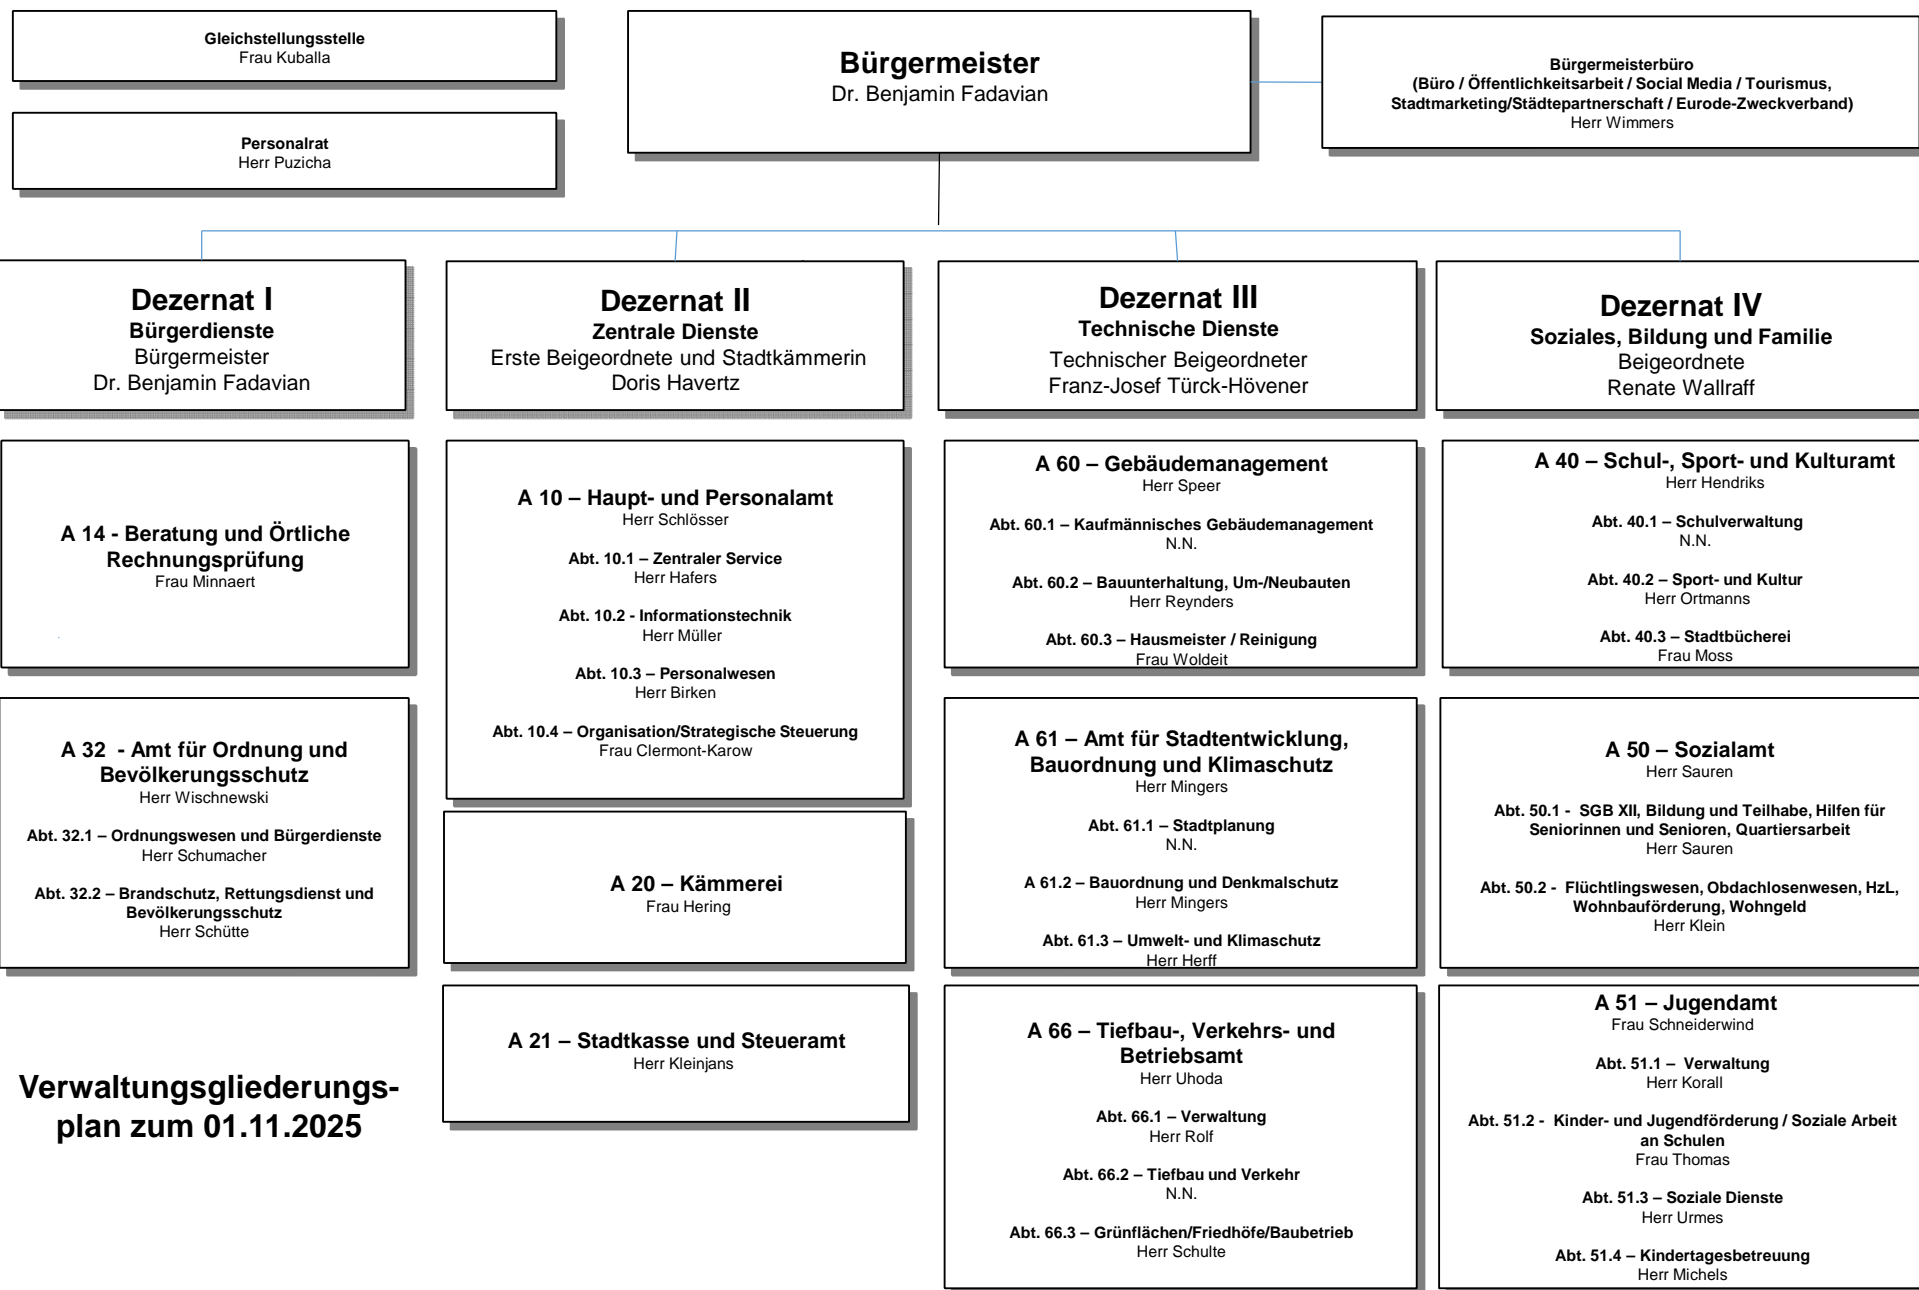 Gleichstellungsstelle
Frau Kuballa
Personalrat
Herr Puzicha
Bürgermeister
Dr. Benjamin Fadavian
Bürgermeisterbüro
(Büro / Öffentlichkeitsarbeit / Social Media / Tourismus,
Stadtmarketing/Städtepartnerschaft / Eurode-Zweckverband)
Herr Wimmers
Dezernat I
Bürgerdienste
Bürgermeister
Dr. Benjamin Fadavian
A 14 - Beratung und Örtliche
Rechnungsprüfung
Frau Minnaert
A 32 - Amt für Ordnung und
Bevölkerungsschutz
Herr Wischnewski
Abt. 32.1 – Ordnungswesen und Bürgerdienste
Herr Schumacher
Abt. 32.2 – Brandschutz, Rettungsdienst und
Bevölkerungsschutz
Herr Schütte
Verwaltungsgliederungs-
plan zum 01.11.2025
Dezernat II
Zentrale Dienste
Erste Beigeordnete und Stadtkämmerin
Doris Havertz
A 10 – Haupt- und Personalamt
Herr Schlösser
Abt. 10.1 – Zentraler Service
Herr Hafers
Abt. 10.2 - Informationstechnik
Herr Müller
Abt. 10.3 – Personalwesen
Herr Birken
Abt. 10.4 – Organisation/Strategische Steuerung
Frau Clermont-Karow
A 20 – Kämmerei
Frau Hering
A 21 – Stadtkasse und Steueramt
Herr Kleinjans
Dezernat III
Technische Dienste
Technischer Beigeordneter
Franz-Josef Türck-Hövener
A 60 – Gebäudemanagement
Herr Speer
Abt. 60.1 – Kaufmännisches Gebäudemanagement
N.N.
Abt. 60.2 – Bauunterhaltung, Um-/Neubauten
Herr Reynders
Abt. 60.3 – Hausmeister / Reinigung
Frau Woldeit
A 61 – Amt für Stadtentwicklung,
Bauordnung und Klimaschutz
Herr Mingers
Abt. 61.1 – Stadtplanung
N.N.
A 61.2 – Bauordnung und Denkmalschutz
Herr Mingers
Abt. 61.3 – Umwelt- und Klimaschutz
Herr Herff
A 66 – Tiefbau-, Verkehrs- und
Betriebsamt
Herr Uhoda
Abt. 66.1 – Verwaltung
Herr Rolf
Abt. 66.2 – Tiefbau und Verkehr
N.N.
Abt. 66.3 – Grünflächen/Friedhöfe/Baubetrieb
Herr Schulte
Dezernat IV
Soziales, Bildung und Familie
Beigeordnete
Renate Wallraff
A 40 – Schul-, Sport- und Kulturamt
Herr Hendriks
Abt. 40.1 – Schulverwaltung
N.N.
Abt. 40.2 – Sport- und Kultur
Herr Ortmanns
Abt. 40.3 – Stadtbücherei
Frau Moss
A 50 – Sozialamt
Herr Sauren
Abt. 50.1 - SGB XII, Bildung und Teilhabe, Hilfen für
Seniorinnen und Senioren, Quartiersarbeit
Herr Sauren
Abt. 50.2 - Flüchtlingswesen, Obdachlosenwesen, HzL,
Wohnbauförderung, Wohngeld
Herr Klein
A 51 – Jugendamt
Frau Schneiderwind
Abt. 51.1 – Verwaltung
Herr Korall
Abt. 51.2 - Kinder- und Jugendförderung / Soziale Arbeit
an Schulen
Frau Thomas
Abt. 51.3 – Soziale Dienste
Herr Urmes
Abt. 51.4 – Kindertagesbetreuung
Herr Michels